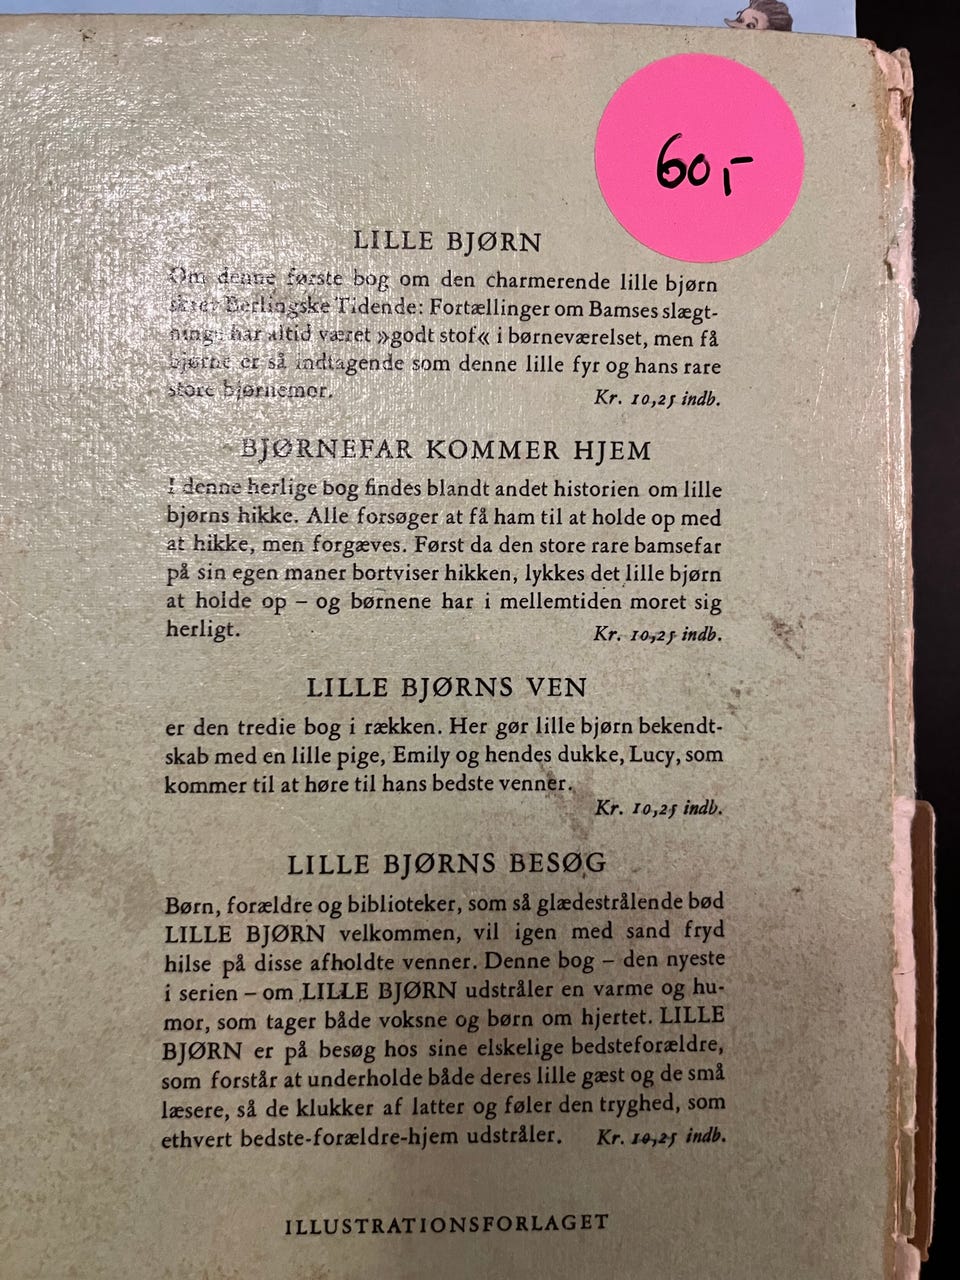 60,-
LILLE BJØRN
Om denne første bog om den charmerende lille bjørn
skrev Berlingske Tidende: Fortællinger om Bamses slægt-
ninge har altid været »godt stof« i børneværelset, men få
bjørne er så indtagende som denne lille fyr og hans rare
store bjørnemor. Kr. 10,25 indb.
BJØRNEFAR KOMMER HJEM
I denne herlige bog findes blandt andet historien om lille
bjørns hikke. Alle forsøger at få ham til at holde op med
at hikke, men forgæves. Først da den store rare bamsefar
på sin egen maner bortviser hikken, lykkes det lille bjørn
at holde op – og børnene har i mellemtiden moret sig
herligt. Kr. 10,25 indb.
LILLE BJØRNS VEN
er den tredie bog i rækken. Her gør lille bjørn bekendt-
skab med en lille pige, Emily og hendes dukke, Lucy, som
kommer til at høre til hans bedste venner.
Kr. 10,25 indb.
LILLE BJØRNS BESØG
Børn, forældre og biblioteker, som så glædestrålende bød
LILLE BJØRN velkommen, vil igen med sand fryd
hilse på disse afholdte venner. Denne bog – den nyeste
i serien – om LILLE BJØRN udstråler en varme og hu-
mor, som tager både voksne og børn om hjertet. LILLE
BJØRN er på besøg hos sine elskelige bedsteforældre,
som forstår at underholde både deres lille gæst og de små
læsere, så de klukker af latter og føler den tryghed, som
ethvert bedste-forældre-hjem udstråler. Kr. 10,25 indb.
ILLUSTRATIONSFORLAGET